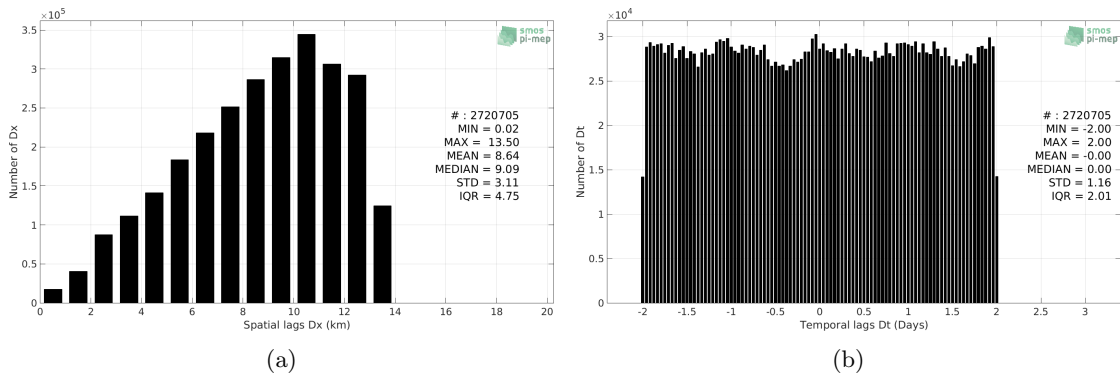 ×10⁵
3.5
3
2.5
2
1.5
1
0.5
0
0 2 4 6 8 10 12 14 16 18 20
Number of Dx
Spatial lags Dx (km)
smos
pi-mep
# : 2720705
MIN = 0.02
MAX = 13.50
MEAN = 8.64
MEDIAN = 9.09
STD = 3.11
IQR = 4.75
(a)
×10⁴
3
2.5
2
1.5
1
0.5
0
-2 -1.5 -1 -0.5 0 0.5 1 1.5 2 2.5 3
Number of Dt
Temporal lags Dt (Days)
smos
pi-mep
# : 2720705
MIN = -2.00
MAX = 2.00
MEAN = -0.00
MEDIAN = 0.00
STD = 1.16
IQR = 2.01
(b)